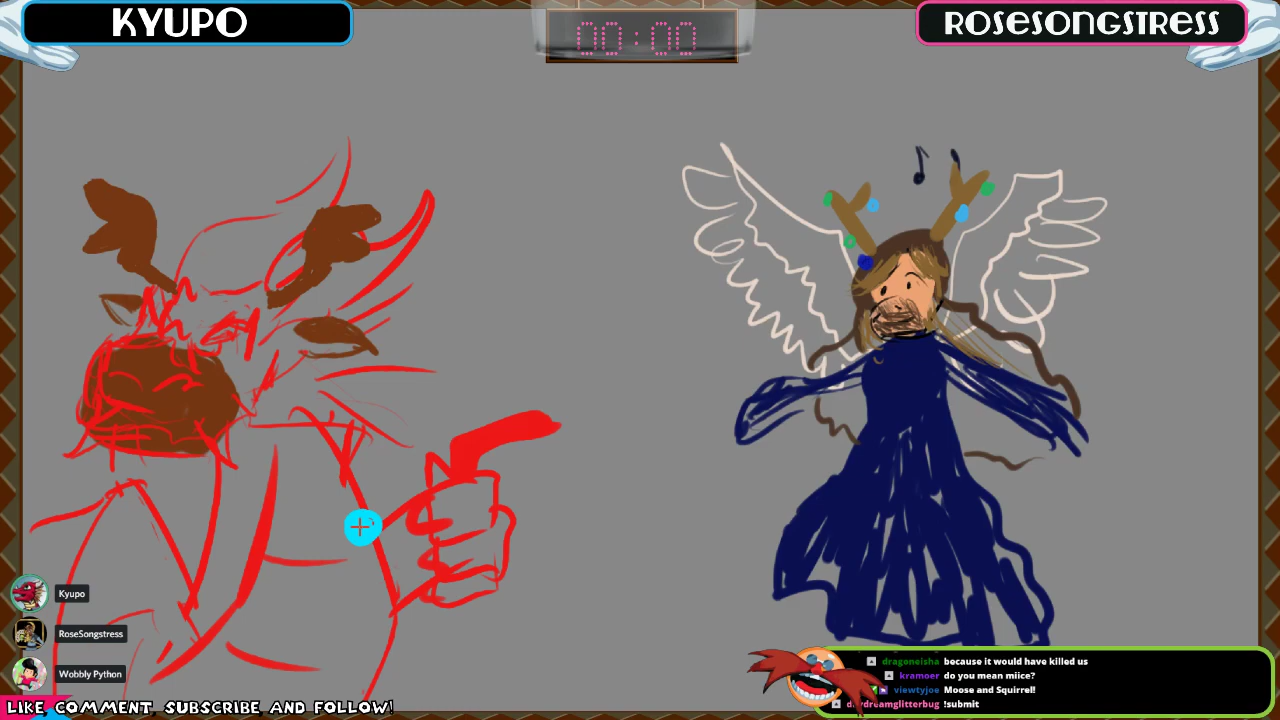 KYUPO
00:00
ROSESONGSTRESS
Kyupo
RoseSongstress
Wobbly Python
LIKE, COMMENT, SUBSCRIBE AND FOLLOW!
dragoneisha because it would have killed us
kramoer do you mean miice?
viewtyjoe Moose and Squirrel!
!submit